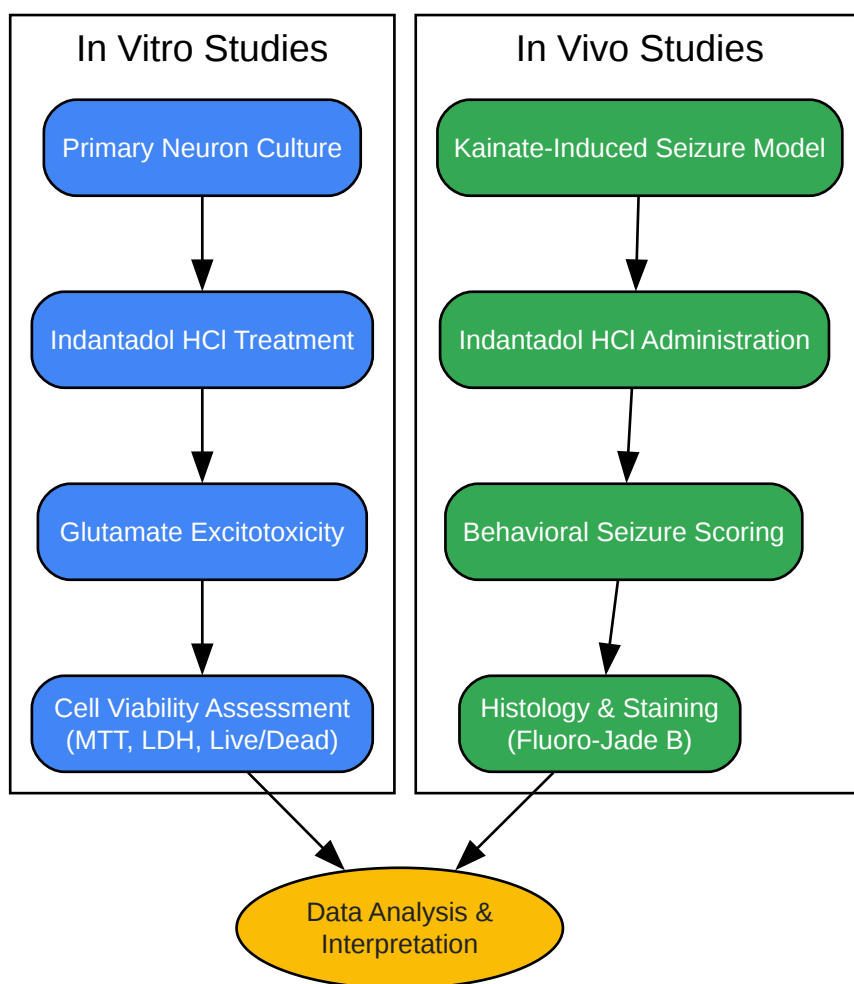 In Vitro Studies
Primary Neuron Culture
Indantadol HCl Treatment
Glutamate Excitotoxicity
Cell Viability Assessment
(MTT, LDH, Live/Dead)
In Vivo Studies
Kainate-Induced Seizure Model
Indantadol HCl Administration
Behavioral Seizure Scoring
Histology & Staining
(Fluoro-Jade B)
Data Analysis &
Interpretation